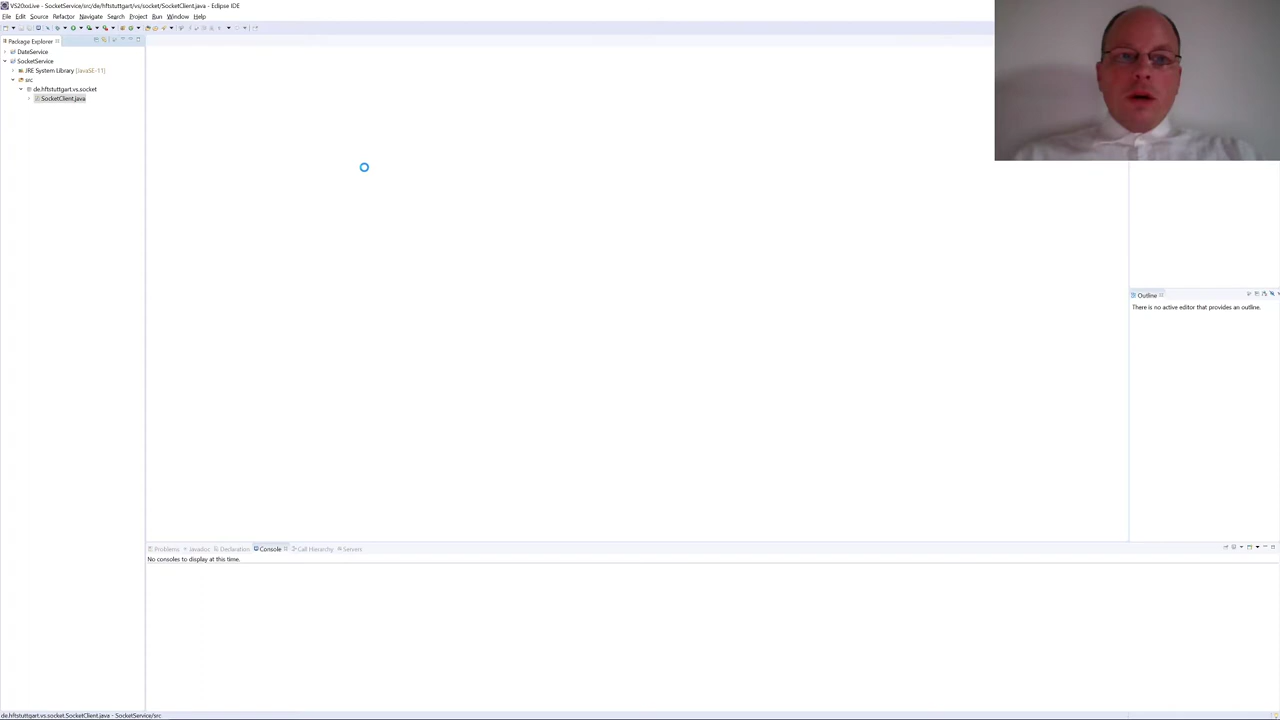 VS20xxLive - SocketService/src/de/hftstuttgart/vs/socket/SocketClient.java - Eclipse IDE
File Edit Source Refactor Navigate Search Project Run Window Help
Package Explorer
DateService
SocketService
JRE System Library [JavaSE-11]
src
de.hftstuttgart.vs.socket
SocketClient.java
Outline
There is no active editor that provides an outline.
Problems Javadoc Declaration Console Call Hierarchy Servers
No consoles to display at this time.
de.hftstuttgart.vs.socket.SocketClient.java - SocketService/src